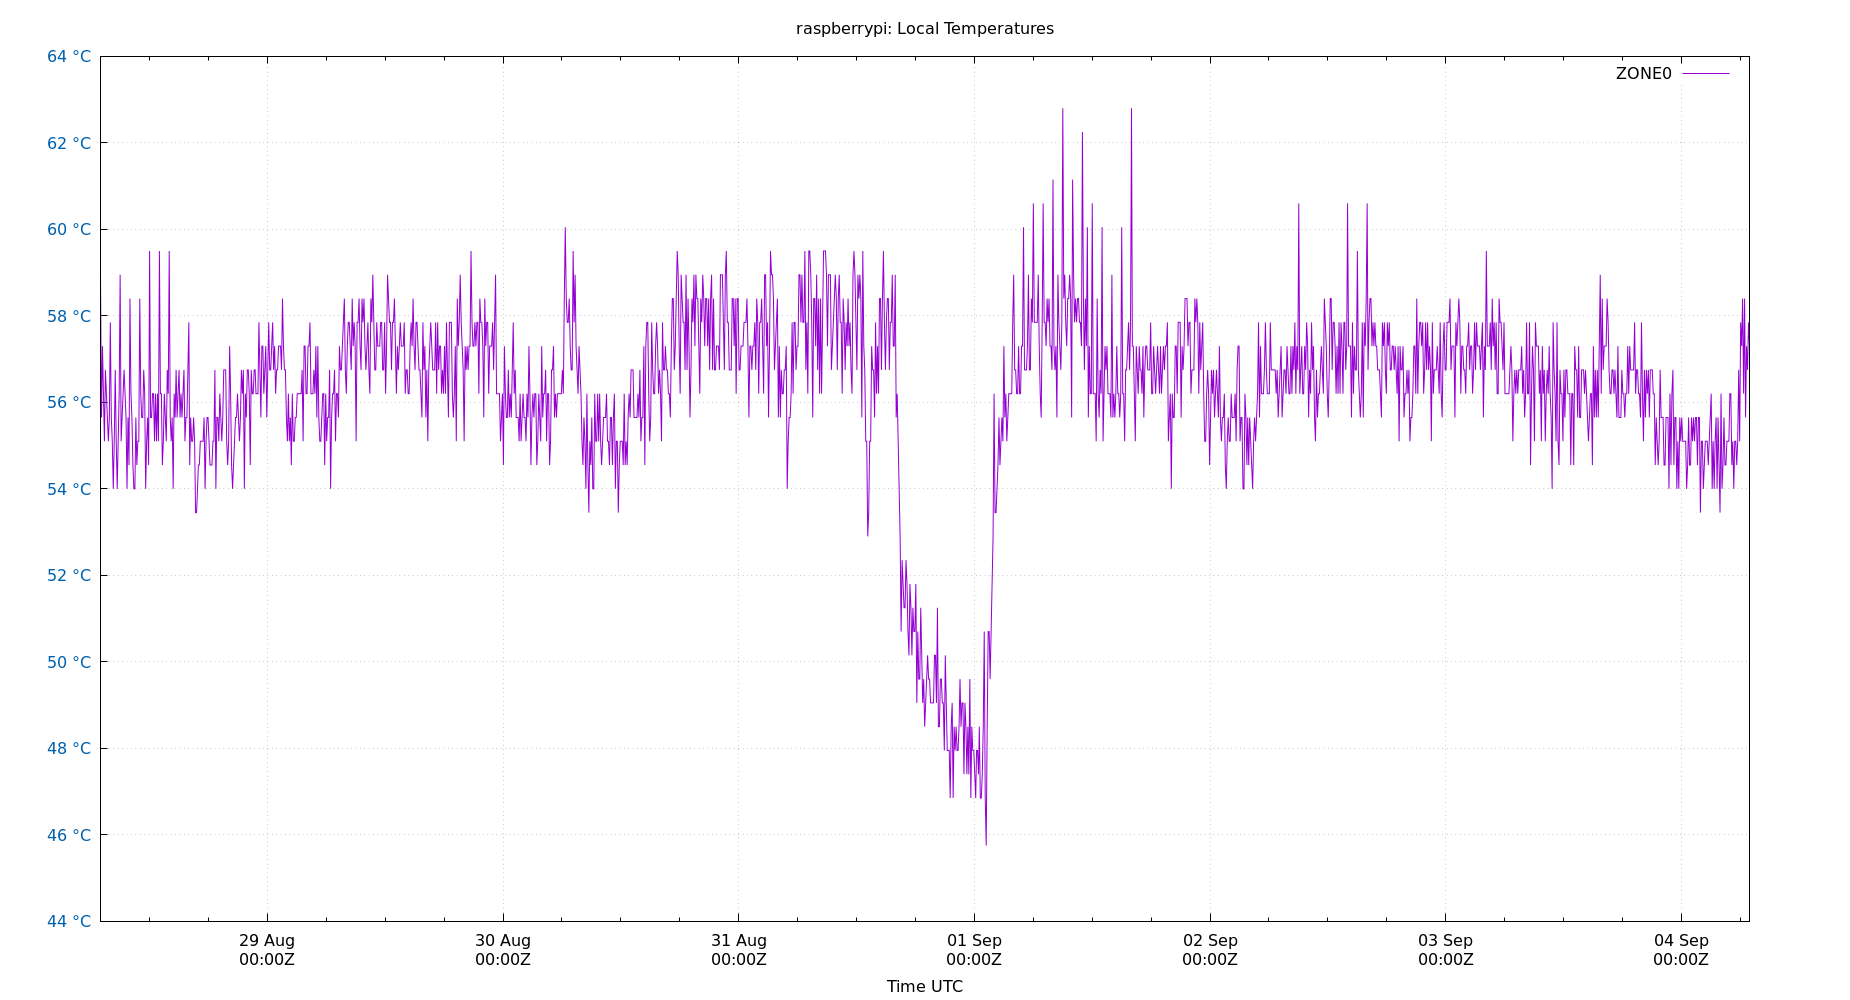 raspberrypi: Local Temperatures
64 °C
ZONE0
62 °C
60 °C
58 °C
56 °C
54 °C
52 °C
50 °C
48 °C
46 °C
44 °C
29 Aug 30 Aug 31 Aug 01 Sep 02 Sep 03 Sep 04 Sep
00:00Z 00:00Z 00:00Z 00:00Z 00:00Z 00:00Z 00:00Z
Time UTC